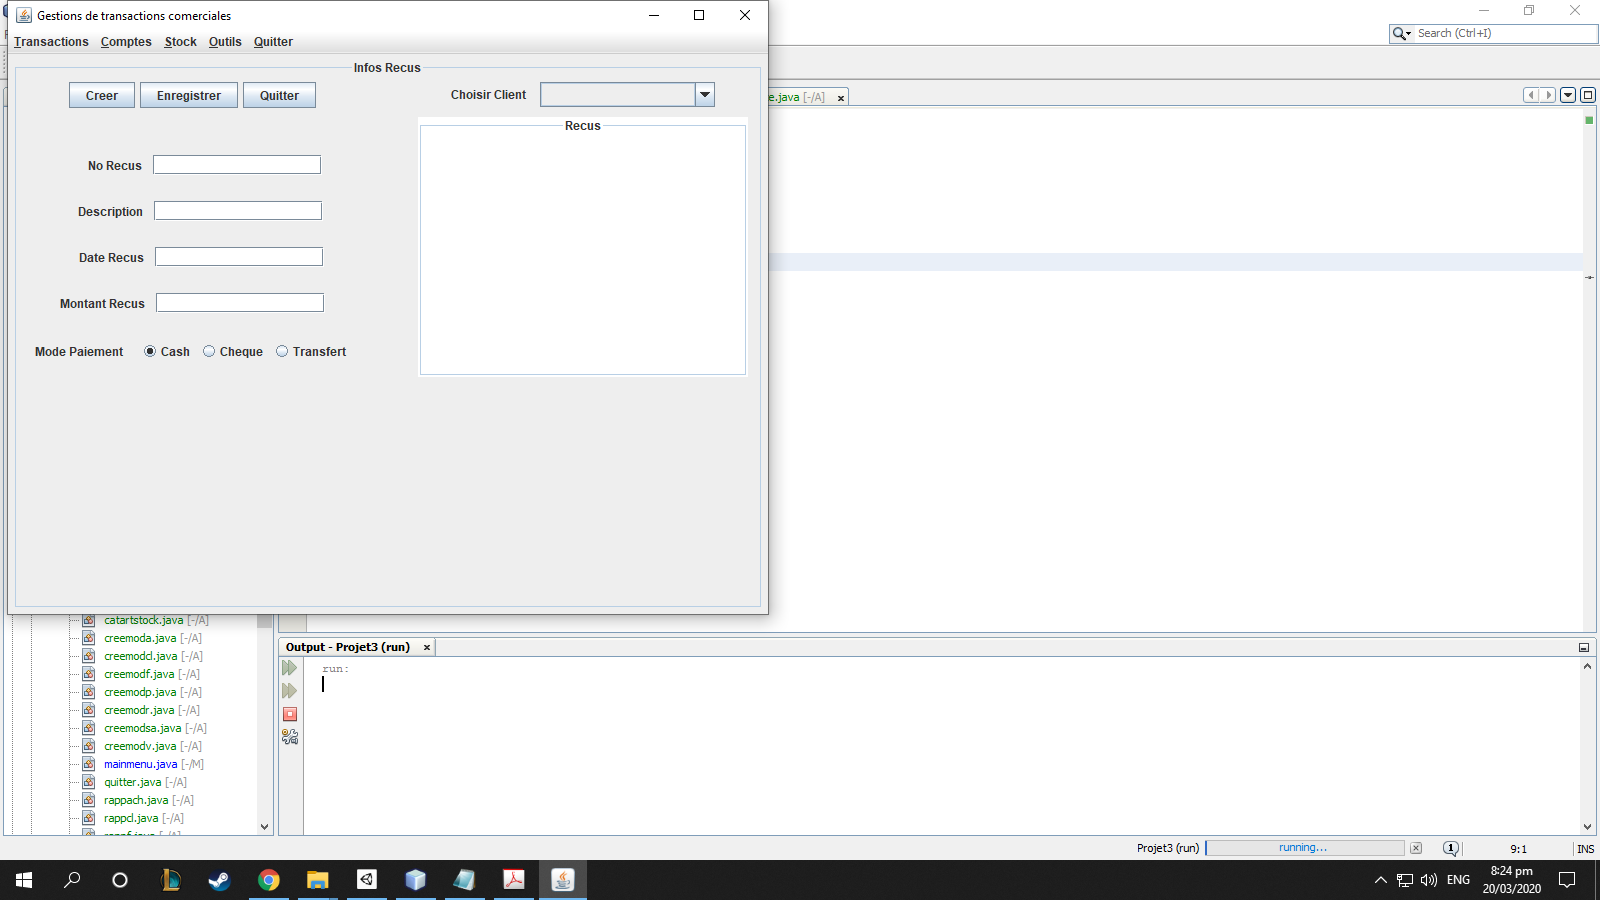 Gestions de transactions comerciales
Transactions Comptes Stock Outils Quitter
Search (Ctrl+I)
Infos Recus
Creer Enregistrer Quitter
Choisir Client
e.java [-/A]
Recus
No Recus
Description
Date Recus
Montant Recus
Mode Paiement Cash Cheque Transfert
catartstock.java [-/A]
creemoda.java [-/A]
creemodcl.java [-/A]
creemodf.java [-/A]
creemodp.java [-/A]
creemodr.java [-/A]
creemodsa.java [-/A]
creemodv.java [-/A]
mainmenu.java [-/M]
quitter.java [-/A]
rappach.java [-/A]
rappcl.java [-/A]
Output - Projet3 (run)
run:
Projet3 (run) running... 1 9:1 INS
ENG
8:24 pm
20/03/2020